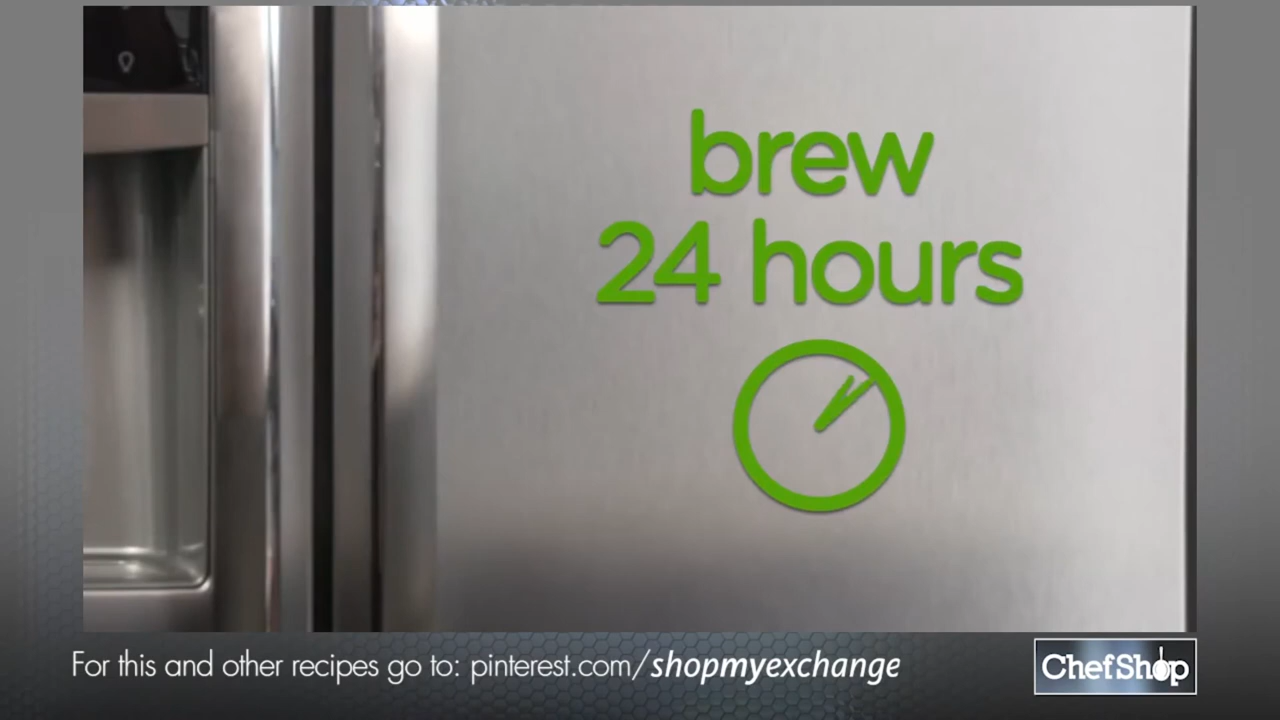 brew
24 hours
For this and other recipes go to: pinterest.com/shopmyexchange
ChefShop